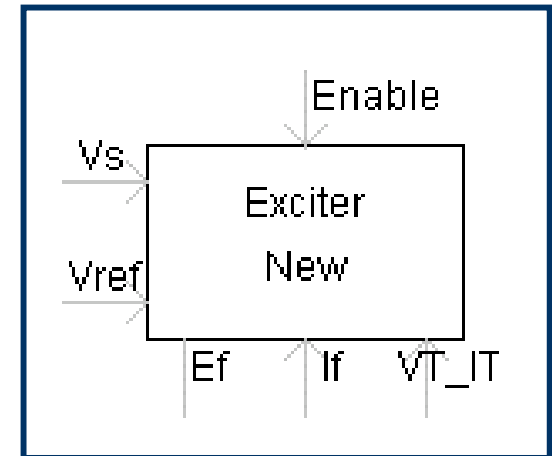 Enable
Vs
Exciter
New
Vref
Ef If VT_IT